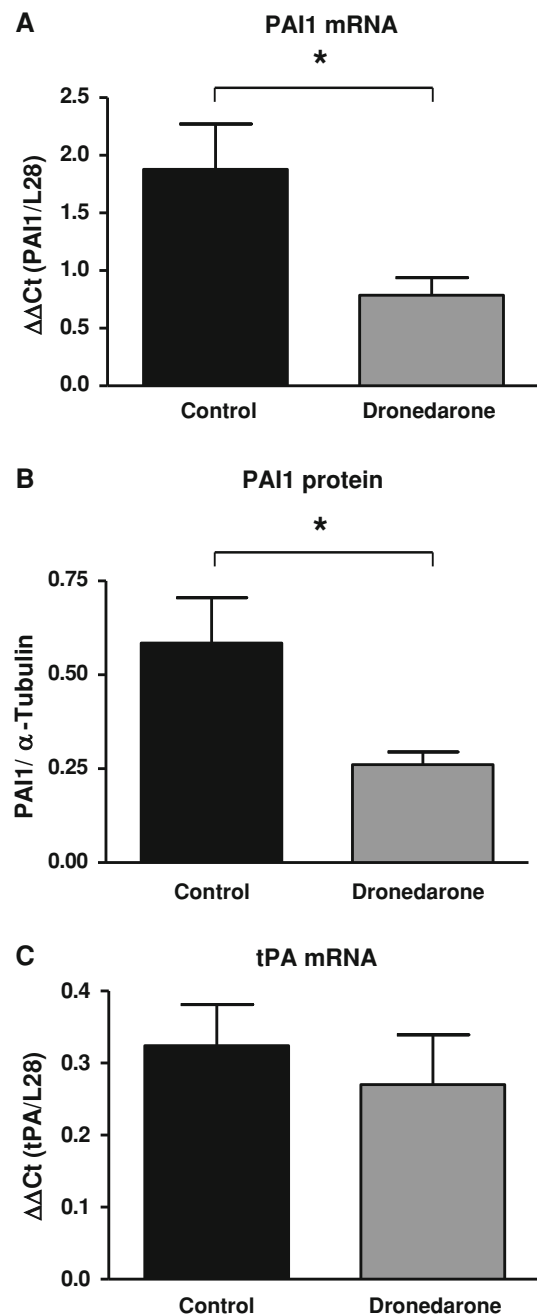 A
PAI1 mRNA
*
ΔΔCt (PAI1/L28)
2.5
2.0
1.5
1.0
0.5
0.0
Control Dronedarone
B
PAI1 protein
*
PAI1/ α-Tubulin
0.75
0.50
0.25
0.00
Control Dronedarone
C
tPA mRNA
ΔΔCt (tPA/L28)
0.4
0.3
0.2
0.1
0.0
Control Dronedarone